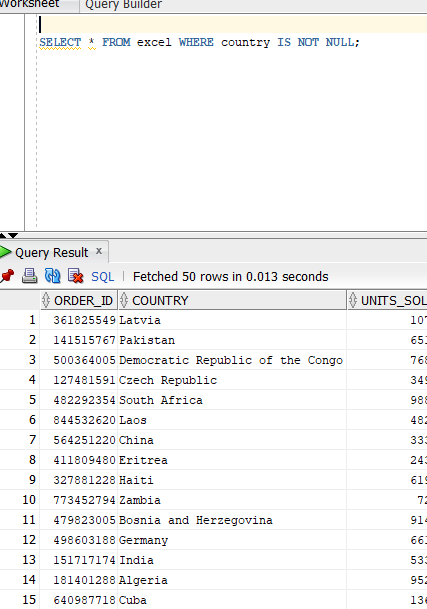 Worksheet Query Builder
SELECT * FROM excel WHERE country IS NOT NULL;
Query Result x
SQL | Fetched 50 rows in 0.013 seconds
ORDER_ID COUNTRY UNITS_SOL
1 361825549 Latvia 107
2 141515767 Pakistan 651
3 500364005 Democratic Republic of the Congo 768
4 127481591 Czech Republic 349
5 482292354 South Africa 988
6 844532620 Laos 482
7 564251220 China 333
8 411809480 Eritrea 243
9 327881228 Haiti 619
10 773452794 Zambia 72
11 479823005 Bosnia and Herzegovina 914
12 498603188 Germany 661
13 151717174 India 533
14 181401288 Algeria 952
15 640987718 Cuba 136